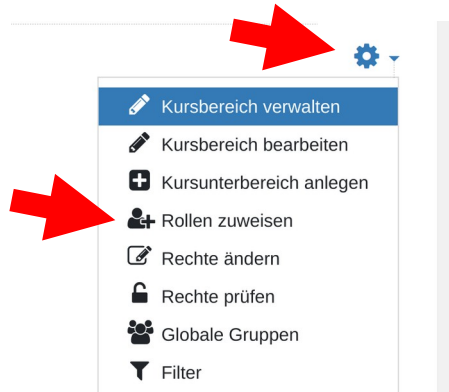 Kursbereich verwalten
Kursbereich bearbeiten
Kursunterbereich anlegen
Rollen zuweisen
Rechte ändern
Rechte prüfen
Globale Gruppen
Filter